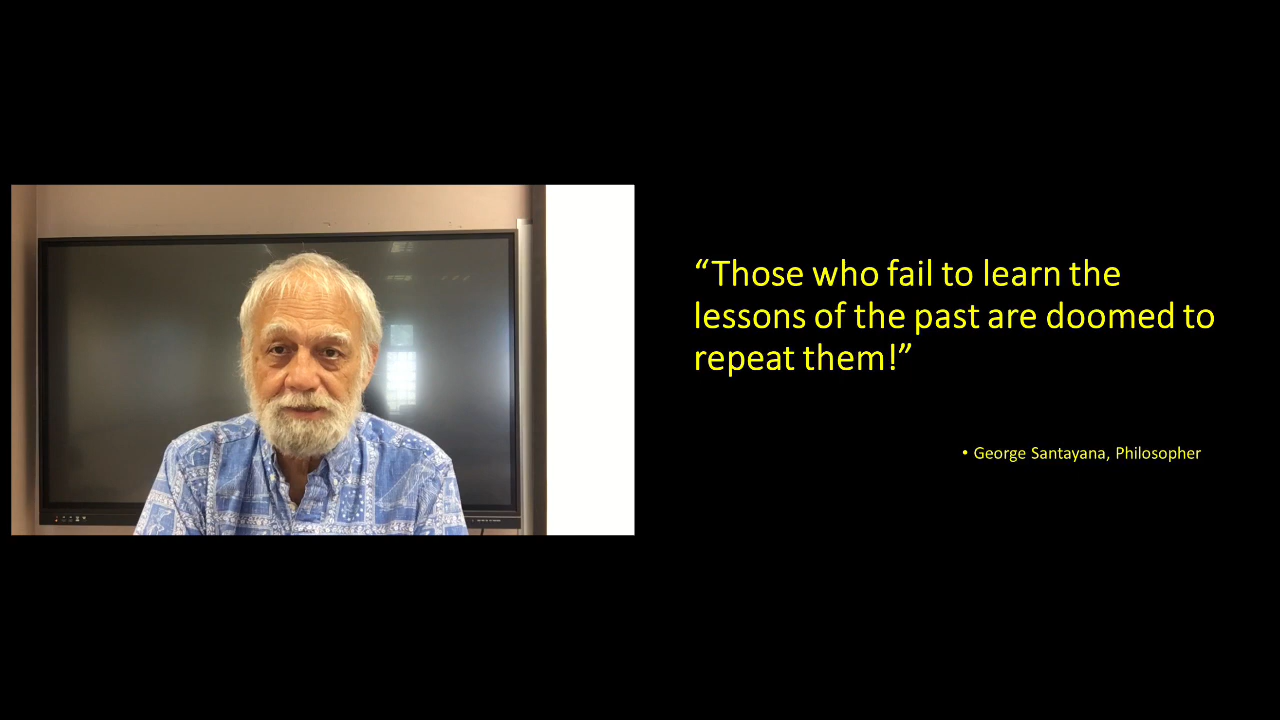 “Those who fail to learn the
lessons of the past are doomed to
repeat them!”
• George Santayana, Philosopher